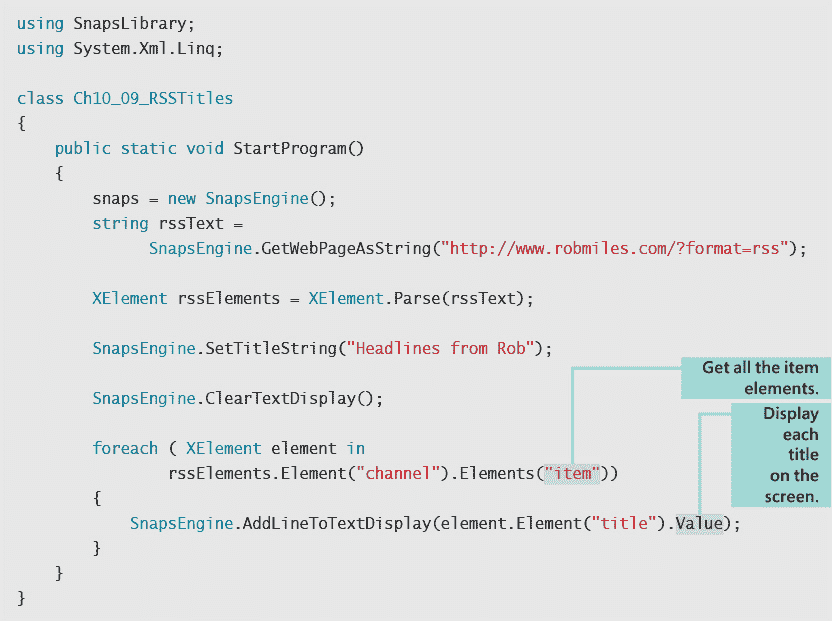 using SnapsLibrary;
using System.Xml.Linq;
class Ch10_09_RSSTitles
{
public static void StartProgram()
{
snaps = new SnapsEngine();
string rssText =
SnapsEngine.GetWebPageAsString("http://www.robmiles.com/?format=rss");
XElement rssElements = XElement.Parse(rssText);
SnapsEngine.SetTitleString("Headlines from Rob");
SnapsEngine.ClearTextDisplay();
foreach ( XElement element in
rssElements.Element("channel").Elements("item"))
{
SnapsEngine.AddLineToTextDisplay(element.Element("title").Value);
}
}
}
Get all the item
elements.
Display
each
title
on the
screen.